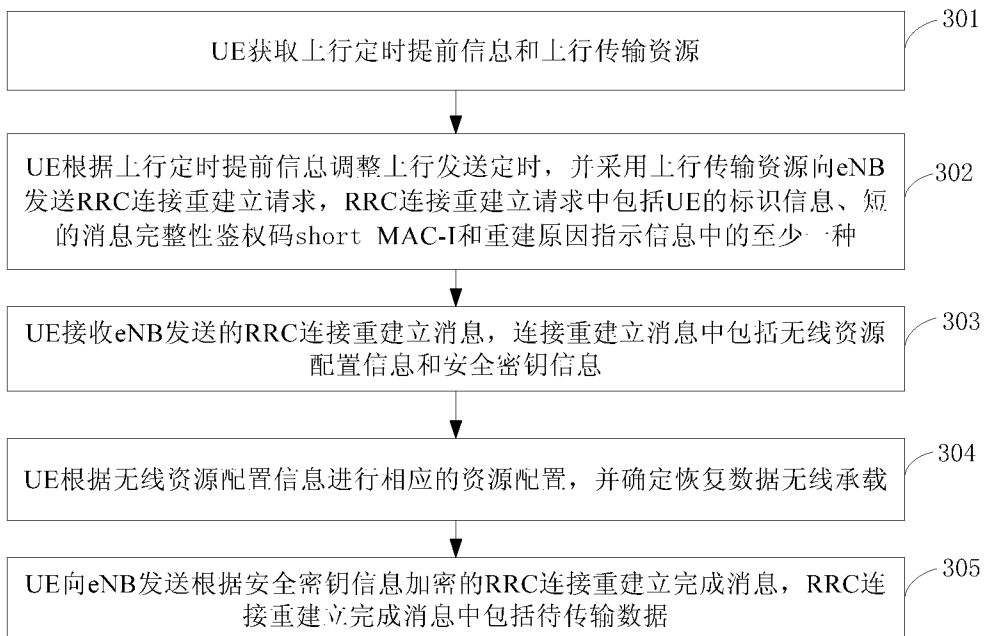 301
UE获取上行定时提前信息和上行传输资源
302
UE根据上行定时提前信息调整上行发送定时，并采用上行传输资源向eNB
发送RRC连接重建立请求，RRC连接重建立请求中包括UE的标识信息、短
的消息完整性鉴权码short MAC-I和重建原因指示信息中的至少一种
303
UE接收eNB发送的RRC连接重建立消息，连接重建立消息中包括无线资源
配置信息和安全密钥信息
304
UE根据无线资源配置信息进行相应的资源配置，并确定恢复数据无线承载
305
UE向eNB发送根据安全密钥信息加密的RRC连接重建立完成消息，RRC连
接重建立完成消息中包括待传输数据